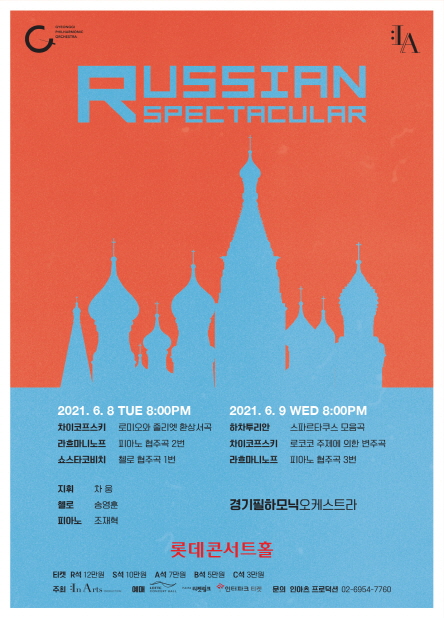 GYEONGGI
PHILHARMONIC
ORCHESTRA
IA
RUSSIAN
SPECTACULAR
2021. 6. 8 TUE 8:00PM
차이코프스키 로미오와 줄리엣 환상서곡
라흐마니노프 피아노 협주곡 2번
쇼스타코비치 첼로 협주곡 1번
2021. 6. 9 WED 8:00PM
하차투리안 스파르타쿠스 모음곡
차이코프스키 로코코 주제에 의한 변주곡
라흐마니노프 피아노 협주곡 3번
지휘 차 웅
첼로 송영훈
피아노 조재혁
경기필하모닉오케스트라
롯데콘서트홀
티켓 R석 12만원 S석 10만원 A석 7만원 B석 5만원 C석 3만원
주최 In Arts 예매 티켓링크 인터파크 티켓 문의 인아츠 프로덕션 02-6954-7760